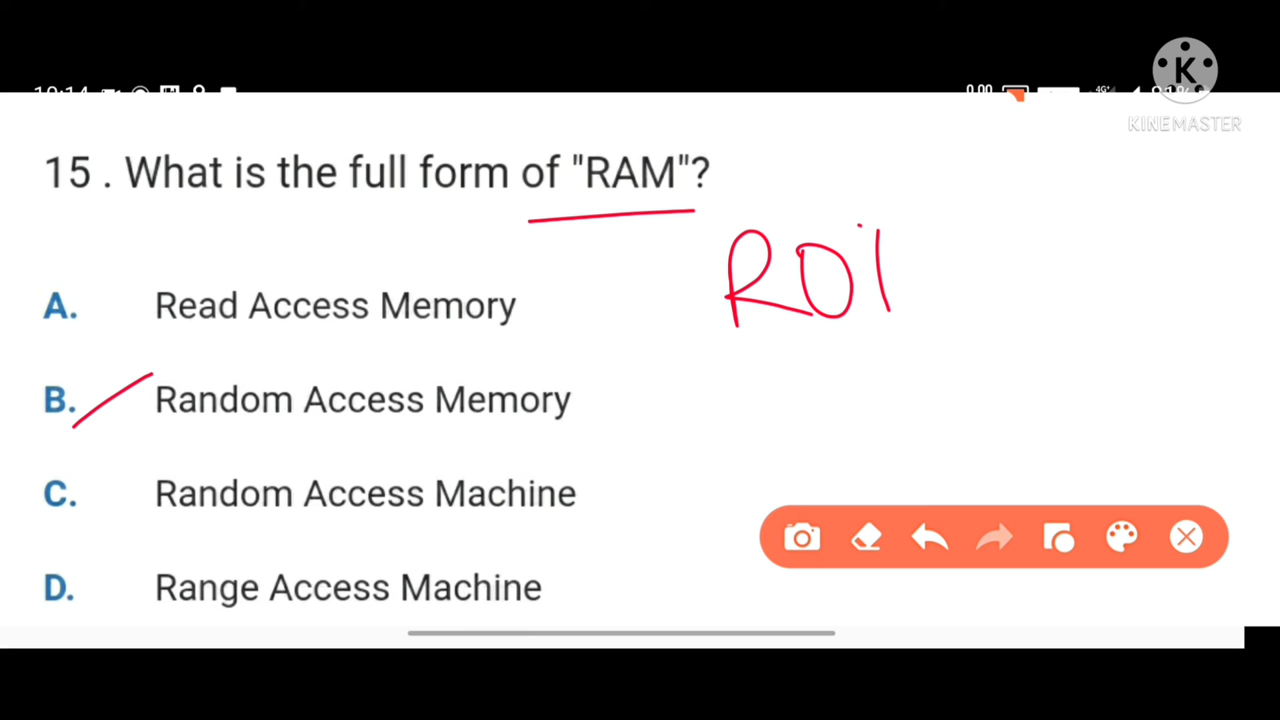 KINEMASTER
15 . What is the full form of "RAM"?
A. Read Access Memory
B. Random Access Memory
C. Random Access Machine
D. Range Access Machine